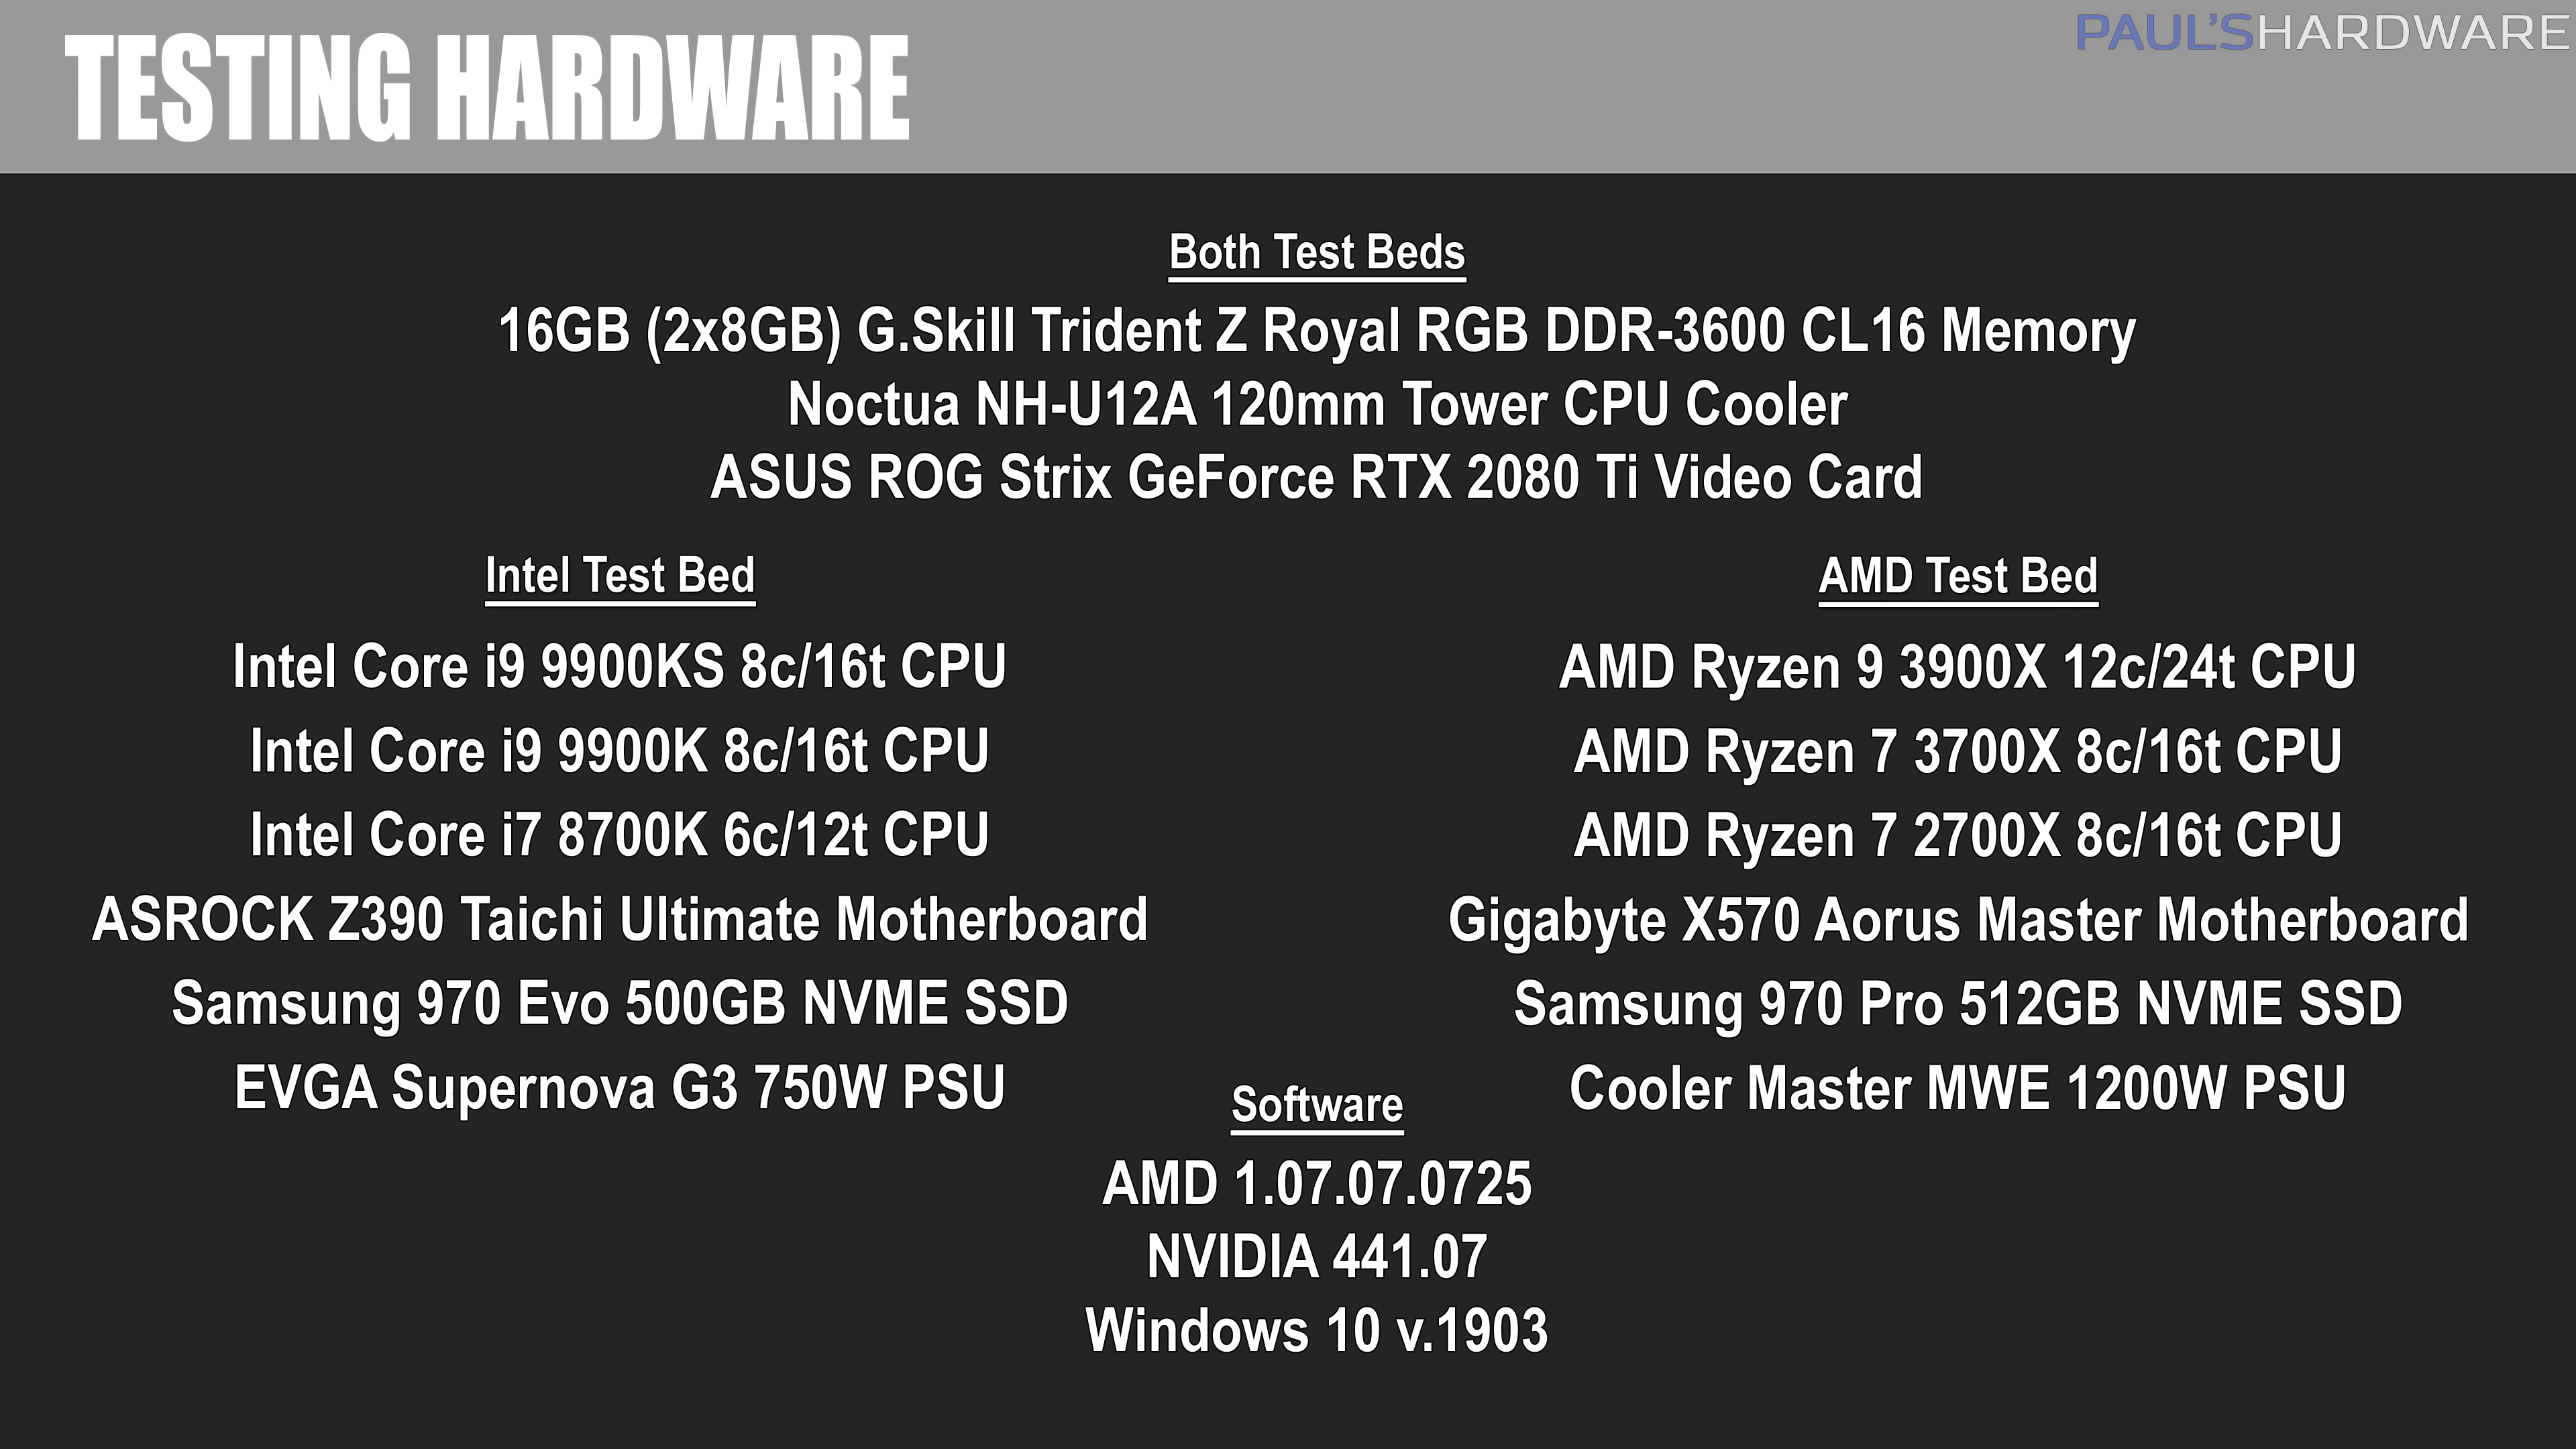 TESTING HARDWARE
PAUL'SHARDWARE
Both Test Beds
16GB (2x8GB) G.Skill Trident Z Royal RGB DDR-3600 CL16 Memory
Noctua NH-U12A 120mm Tower CPU Cooler
ASUS ROG Strix GeForce RTX 2080 Ti Video Card
Intel Test Bed
Intel Core i9 9900KS 8c/16t CPU
Intel Core i9 9900K 8c/16t CPU
Intel Core i7 8700K 6c/12t CPU
ASROCK Z390 Taichi Ultimate Motherboard
Samsung 970 Evo 500GB NVME SSD
EVGA Supernova G3 750W PSU
AMD Test Bed
AMD Ryzen 9 3900X 12c/24t CPU
AMD Ryzen 7 3700X 8c/16t CPU
AMD Ryzen 7 2700X 8c/16t CPU
Gigabyte X570 Aorus Master Motherboard
Samsung 970 Pro 512GB NVME SSD
Cooler Master MWE 1200W PSU
Software
AMD 1.07.07.0725
NVIDIA 441.07
Windows 10 v.1903